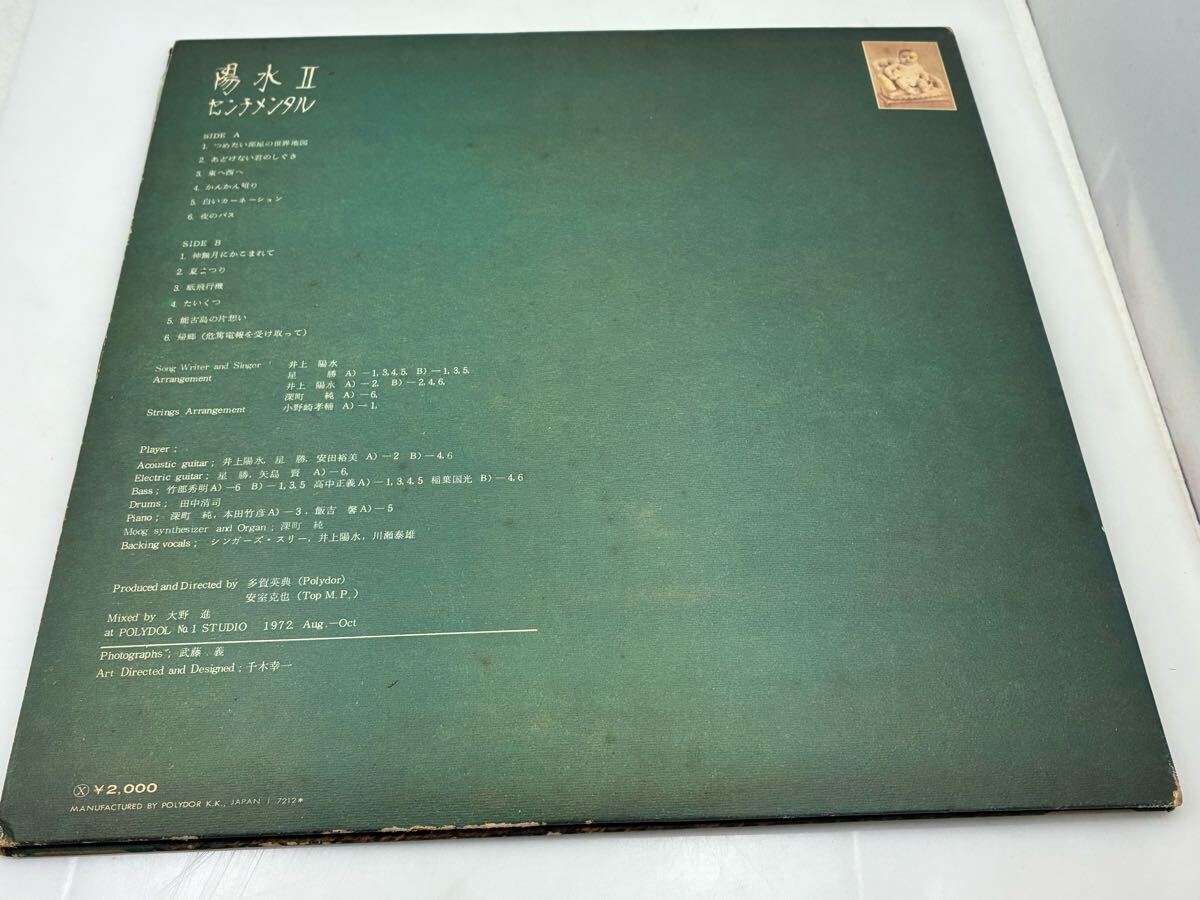 陽水 II
センチメンタル
SIDE A
1. つめたい部屋の世界地図
2. あどけない君のしぐさ
3. 東へ西へ
4. かんかん照り
5. 白いカーネーション
6. 夜のバス
SIDE B
1. 神無月にかこまれて
2. 夏まつり
3. 紙飛行機
4. たいくつ
5. 能古島の片想い
6. 帰郷（危篤電報を受け取って）
Song Writer and Singer 井上 陽水
Arrangement 星 勝 A)―1, 3.4.5. B)―1, 3.5.
井上 陽水 A)―2. B)―2.4.6.
深町 純 A)―6.
Strings Arrangement 小野崎孝輔 A)―1.
Player :
Acoustic guitar ; 井上陽水, 星 勝, 安田裕美 A)―2 B)―4.6
Electric guitar ; 星 勝, 矢島 賢 A)―6.
Bass ; 竹部秀明A)―6 B)―1, 3.5 高中正義A)―1, 3.4.5 稲葉国光 B)―4.6
Drums ; 田中清司
Piano ; 深町 純, 本田竹彦A)―3, 飯吉 馨A)―5
Moog synthesizer and Organ ; 深町 純
Backing vocals ; シンガーズ・スリー, 井上陽水, 川瀬泰雄
Produced and Directed by 多賀英典 (Polydor)
安室克也 (Top M.P.)
Mixed by 大野 進
at POLYDOL No.1 STUDIO 1972 Aug.―Oct
Photographs ; 武藤 義
Art Directed and Designed ; 千木幸一
Ⓧ ¥2,000
MANUFACTURED BY POLYDOR K.K., JAPAN | 7212*